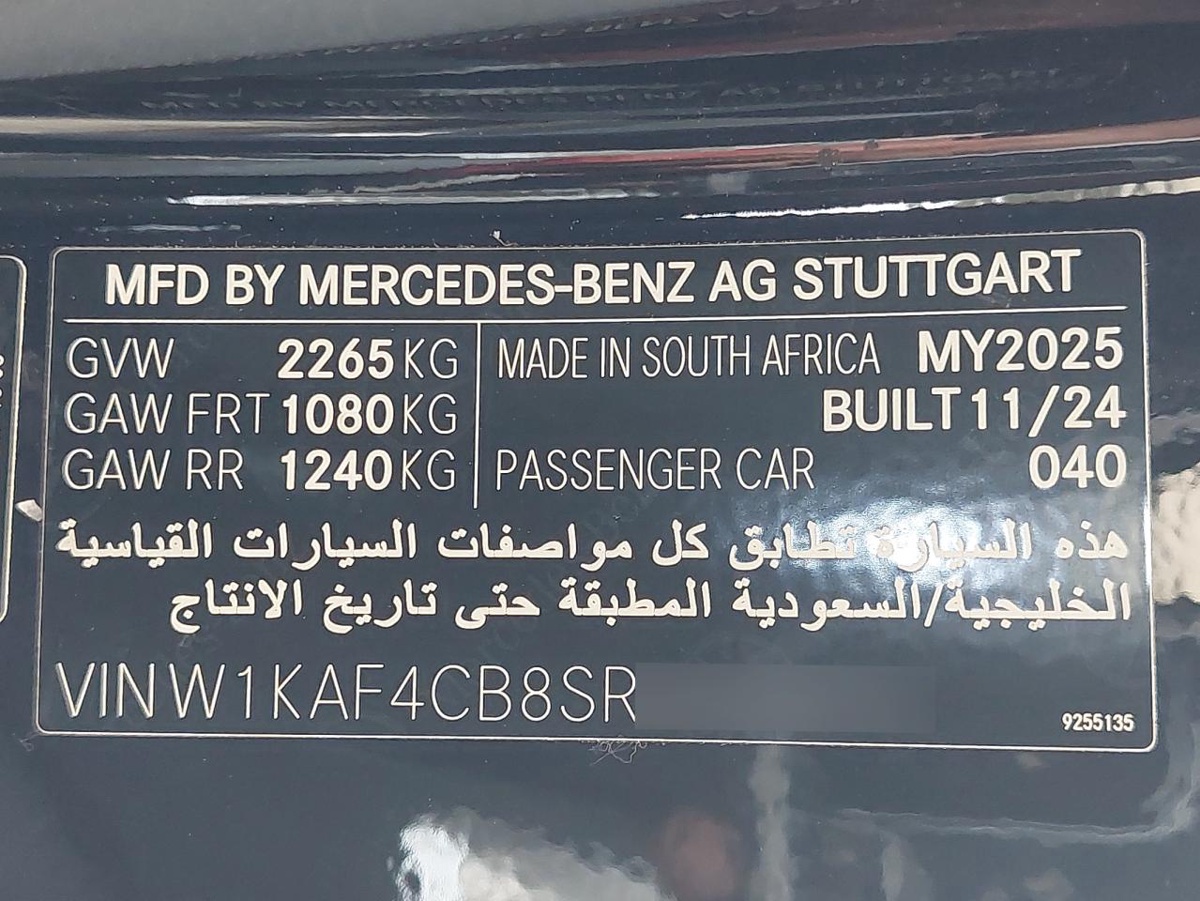 MFD BY MERCEDES-BENZ AG STUTTGART
GVW 2265 KG
GAW FRT 1080 KG
GAW RR 1240 KG
MADE IN SOUTH AFRICA MY2025
BUILT 11/24
PASSENGER CAR 040
هذه السيارة تطابق كل مواصفات السيارات القياسية
الخليجية/السعودية المطبقة حتى تاريخ الانتاج
VIN W1KAF4CB8SR
9255135